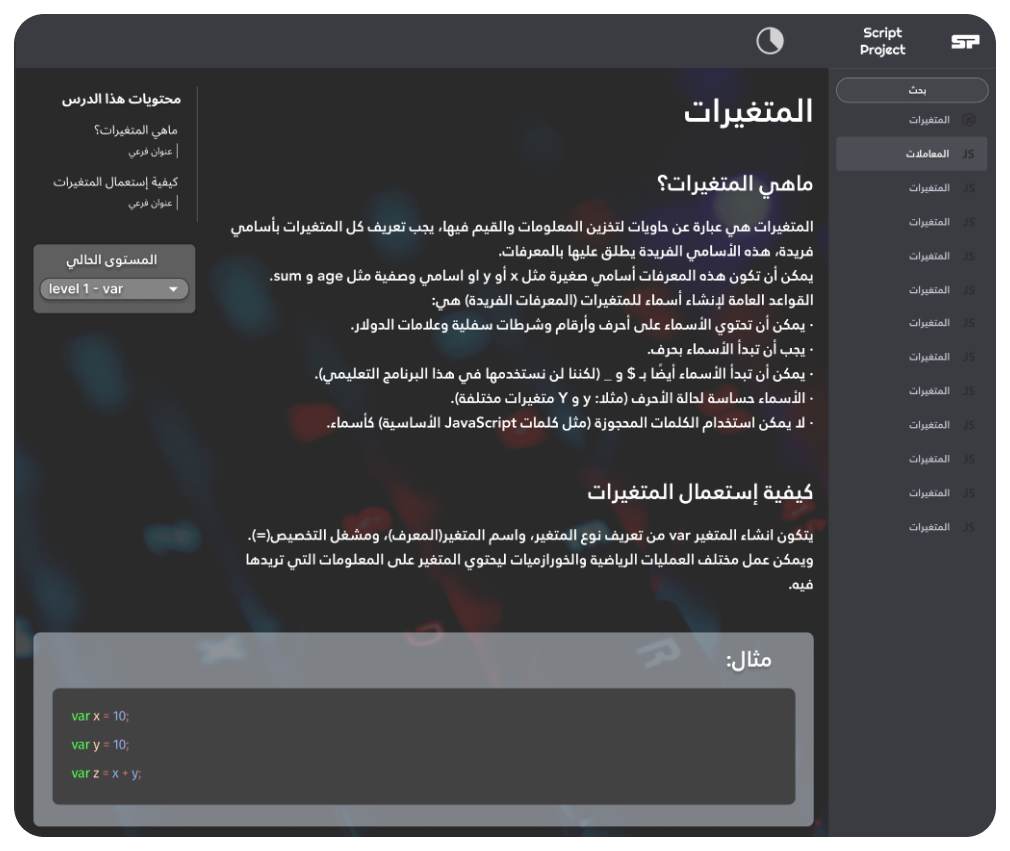 Script
Project
SP
بحث
المتغيرات
JS المعاملات
JS المتغيرات
JS المتغيرات
JS المتغيرات
JS المتغيرات
JS المتغيرات
JS المتغيرات
JS المتغيرات
JS المتغيرات
JS المتغيرات
JS المتغيرات
JS المتغيرات
المتغيرات
ماهي المتغيرات؟
المتغيرات هي عبارة عن حاويات لتخزين المعلومات والقيم فيها، يجب تعريف كل المتغيرات بأسامي
فريدة، هذه الأسامي الفريدة يطلق عليها بالمعرفات.
يمكن أن تكون هذه المعرفات أسامي صغيرة مثل x أو y او اسامي وصفية مثل age و sum.
القواعد العامة لإنشاء أسماء للمتغيرات (المعرفات الفريدة) هي:
· يمكن أن تحتوي الأسماء على أحرف وأرقام وشرطات سفلية وعلامات الدولار.
· يجب أن تبدأ الأسماء بحرف.
· يمكن أن تبدأ الأسماء أيضًا بـ $ و _ (لكننا لن نستخدمها في هذا البرنامج التعليمي).
· الأسماء حساسة لحالة الأحرف (مثلا: y و Y متغيرات مختلفة).
· لا يمكن استخدام الكلمات المحجوزة (مثل كلمات JavaScript الأساسية) كأسماء.
كيفية إستعمال المتغيرات
يتكون انشاء المتغير var من تعريف نوع المتغير، واسم المتغير(المعرف)، ومشغل التخصيص(=).
ويمكن عمل مختلف العمليات الرياضية والخورازميات ليحتوي المتغير على المعلومات التي تريدها
فيه.
مثال:
var x = 10;
var y = 10;
var z = x + y;
محتويات هذا الدرس
ماهي المتغيرات؟
عنوان فرعي
كيفية إستعمال المتغيرات
عنوان فرعي
المستوى الحالي
level 1 - var